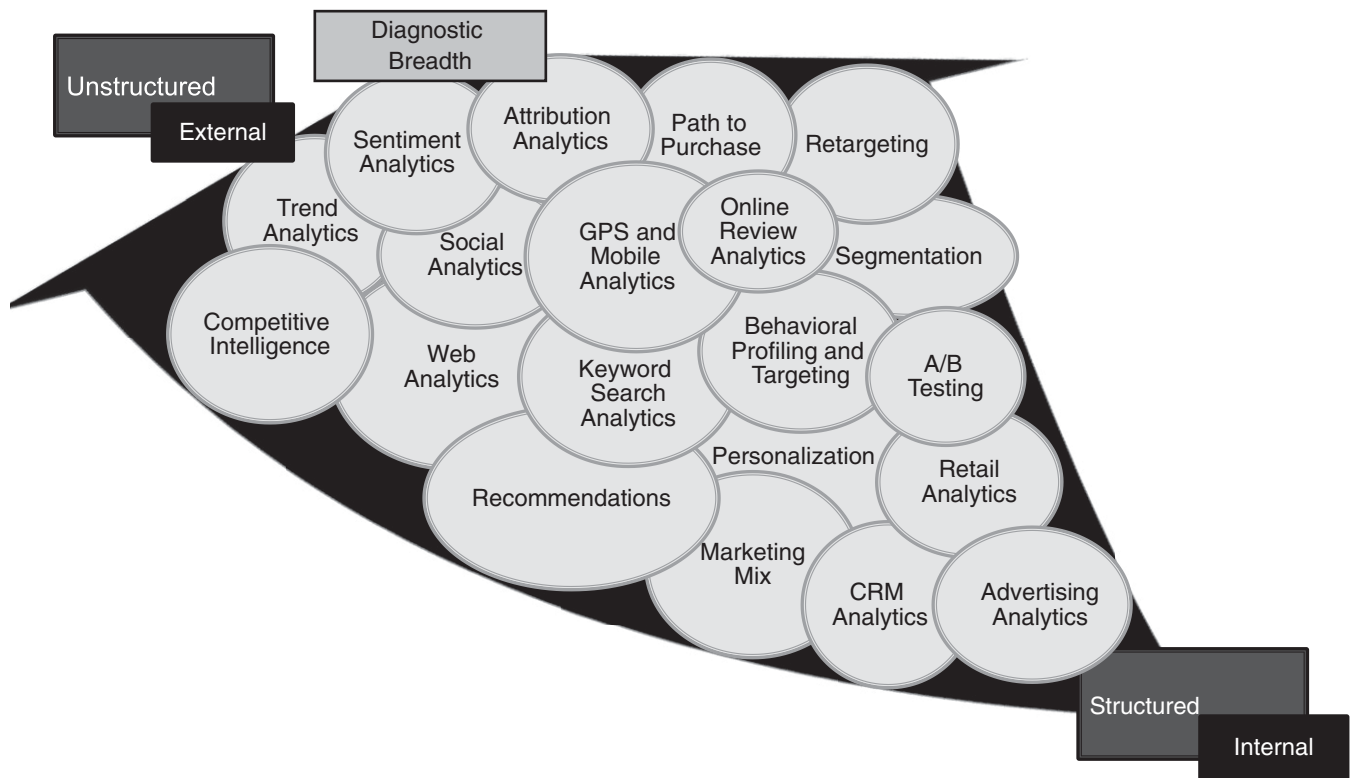 Diagnostic
Breadth
Unstructured
External
Sentiment
Analytics
Attribution
Analytics
Path to
Purchase
Retargeting
Trend
Analytics
Social
Analytics
GPS and
Mobile
Analytics
Online
Review
Analytics
Segmentation
Competitive
Intelligence
Web
Analytics
Keyword
Search
Analytics
Behavioral
Profiling and
Targeting
A/B
Testing
Personalization
Retail
Analytics
Recommendations
Marketing
Mix
CRM
Analytics
Advertising
Analytics
Structured
Internal